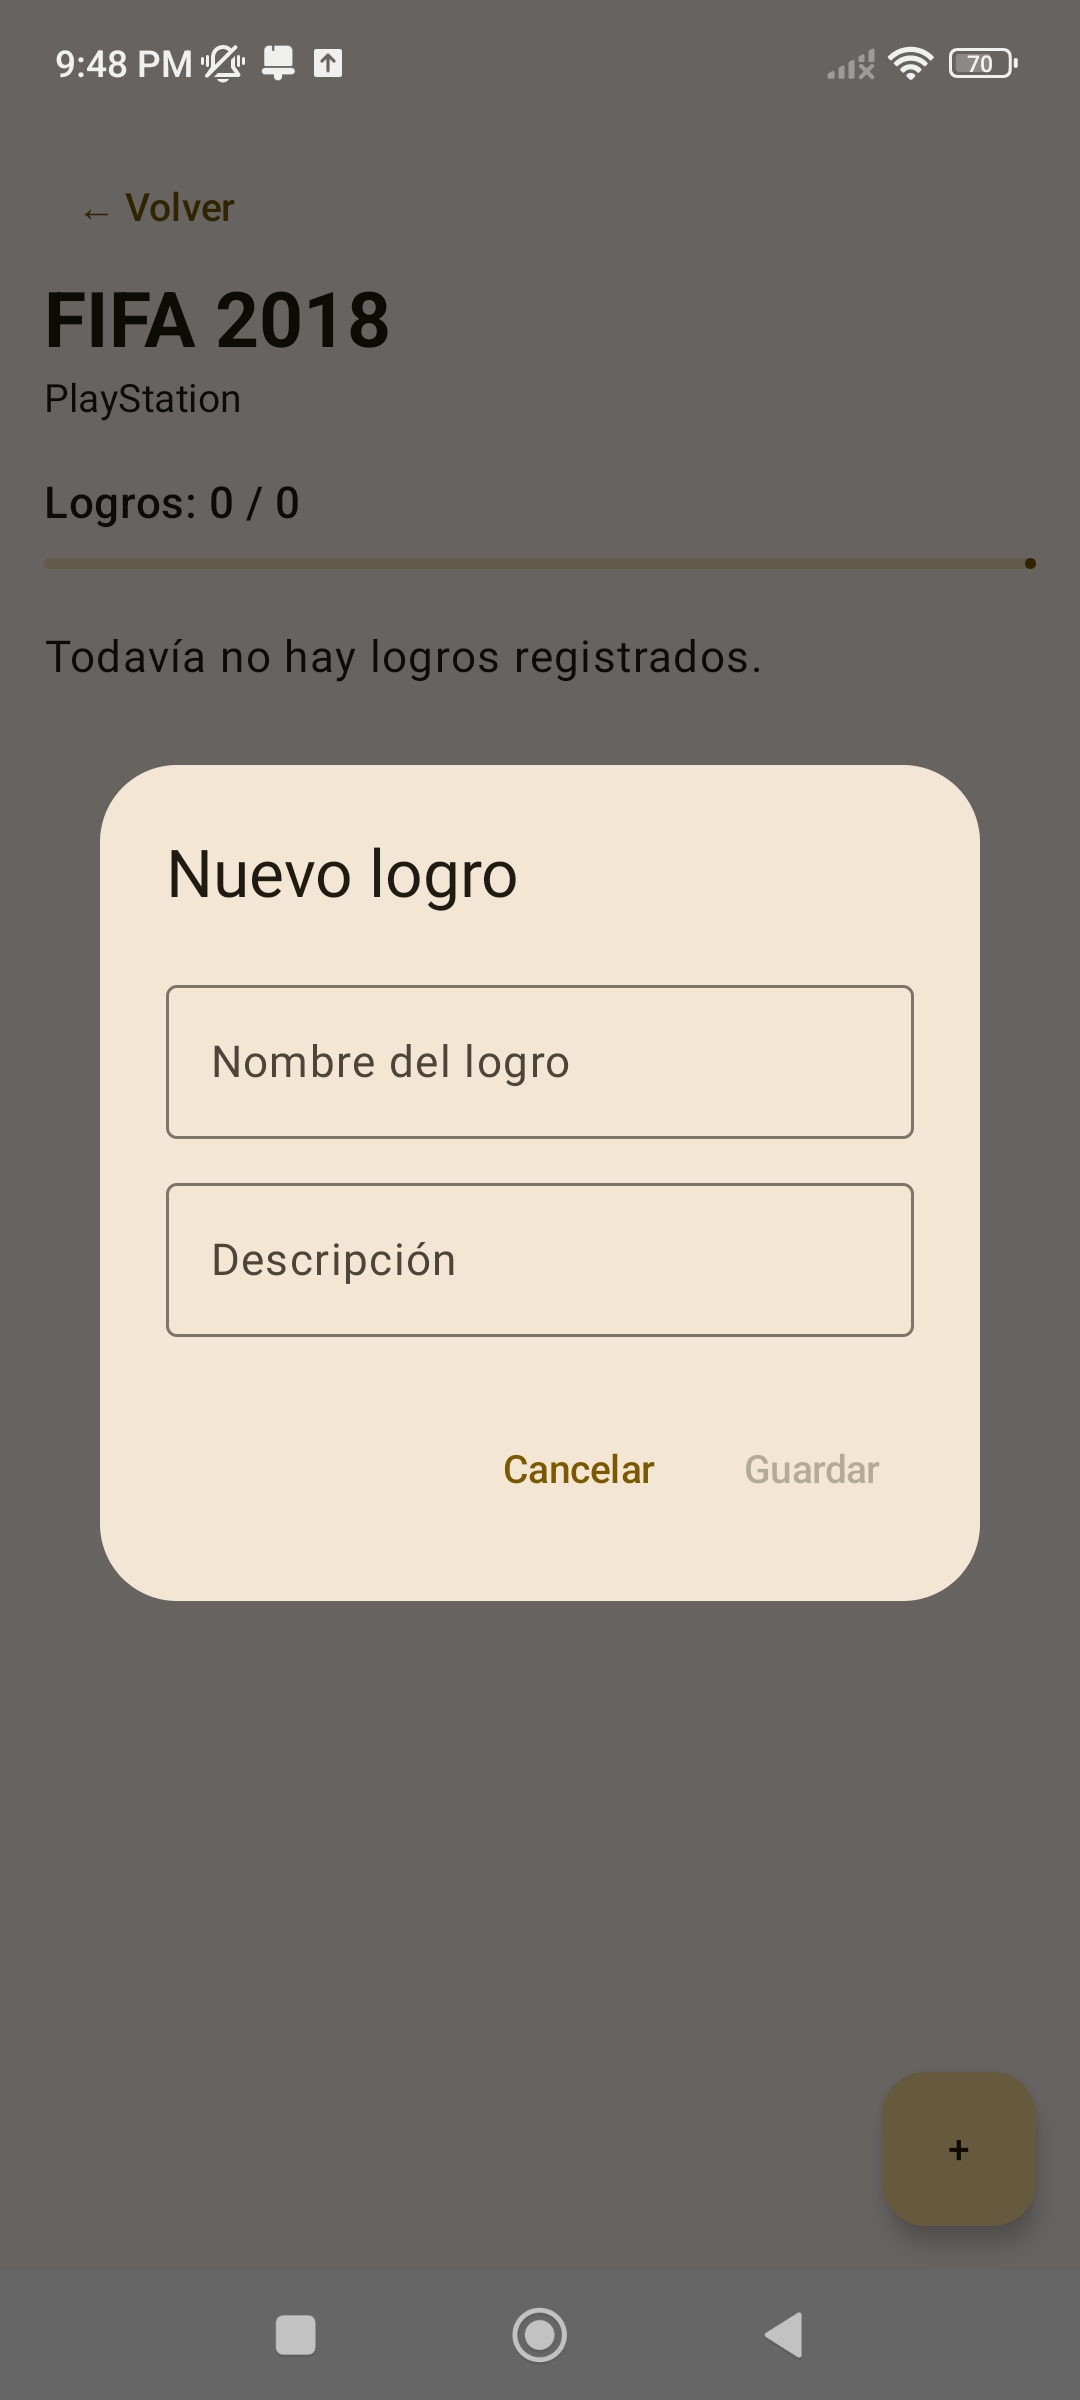 9:48 PM
70
← Volver
FIFA 2018
PlayStation
Logros: 0 / 0
Todavía no hay logros registrados.
Nuevo logro
Nombre del logro
Descripción
Cancelar Guardar
+